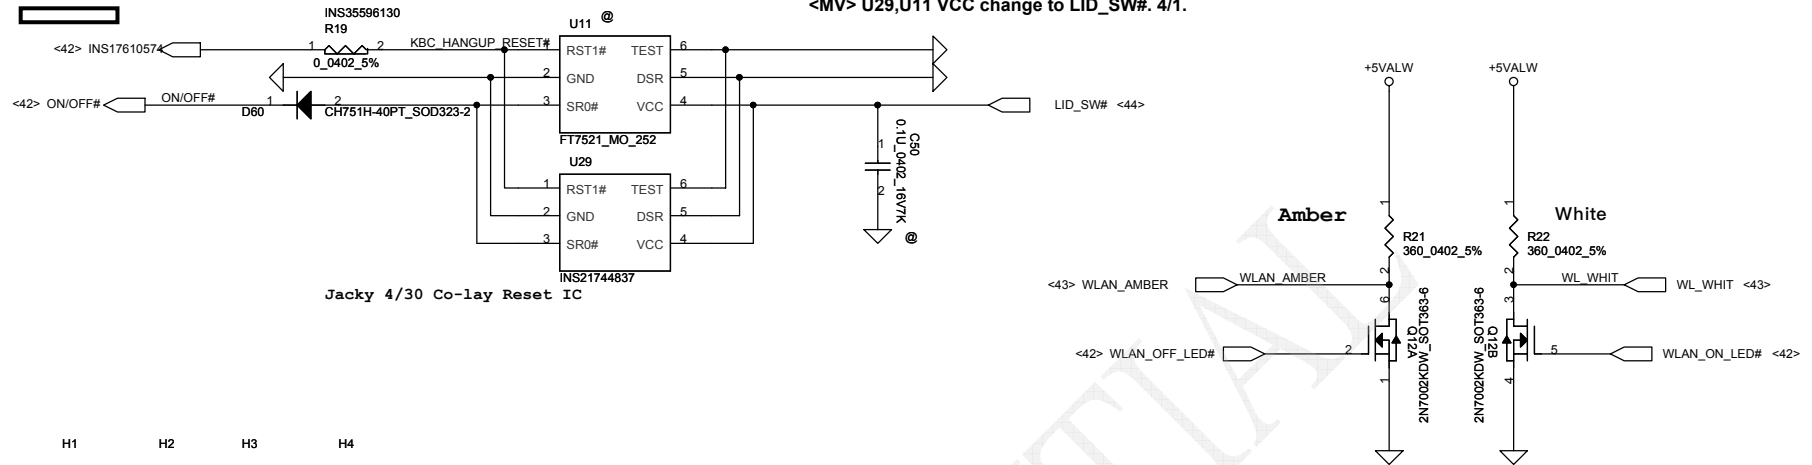 <MV> U29,U11 VCC change to LID_SW#. 4/1.
INS35596130
R19
<42> INS17610574
1
2
0_0402_5%
KBC_HANGUP_RESET#
U11
@
1
RST1#
TEST
6
2
GND
DSR
5
3
SR0#
VCC
4
FT7521_MO_252
<42> ON/OFF#
ON/OFF#
1
D60
2
CH751H-40PT_SOD323-2
LID_SW# <44>
U29
1
RST1#
TEST
6
2
GND
DSR
5
3
SR0#
VCC
4
INS21744837
Jacky 4/30 Co-lay Reset IC
1
C50
0.1U_0402_16V7K
2
@
+5VALW
+5VALW
Amber
White
1
R21
360_0402_5%
2
1
R22
360_0402_5%
2
<43> WLAN_AMBER
WLAN_AMBER
WL_WHIT
WL_WHIT <43>
6
Q12A
2N7002KDW_SOT363-6
3
Q12B
2N7002KDW_SOT363-6
<42> WLAN_OFF_LED#
2
1
5
4
WLAN_ON_LED# <42>
H1
H2
H3
H4
TIAL